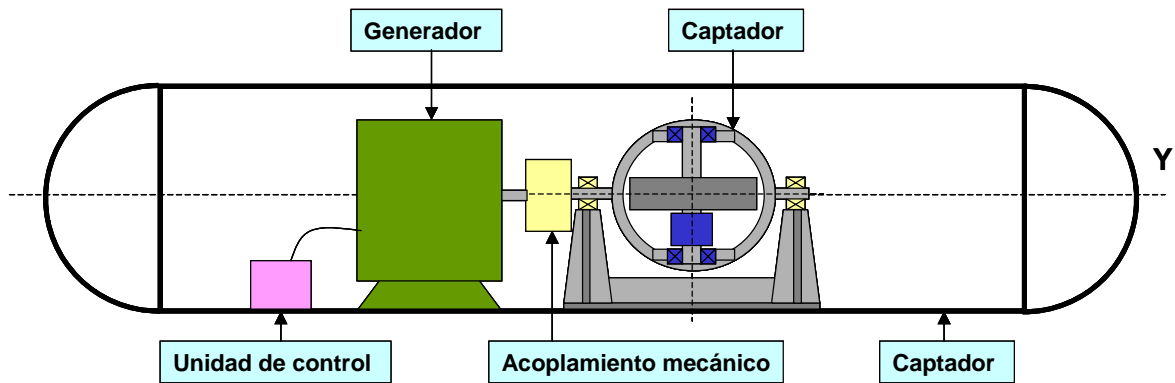 Generador
Captador
Y
Unidad de control
Acoplamiento mecánico
Captador